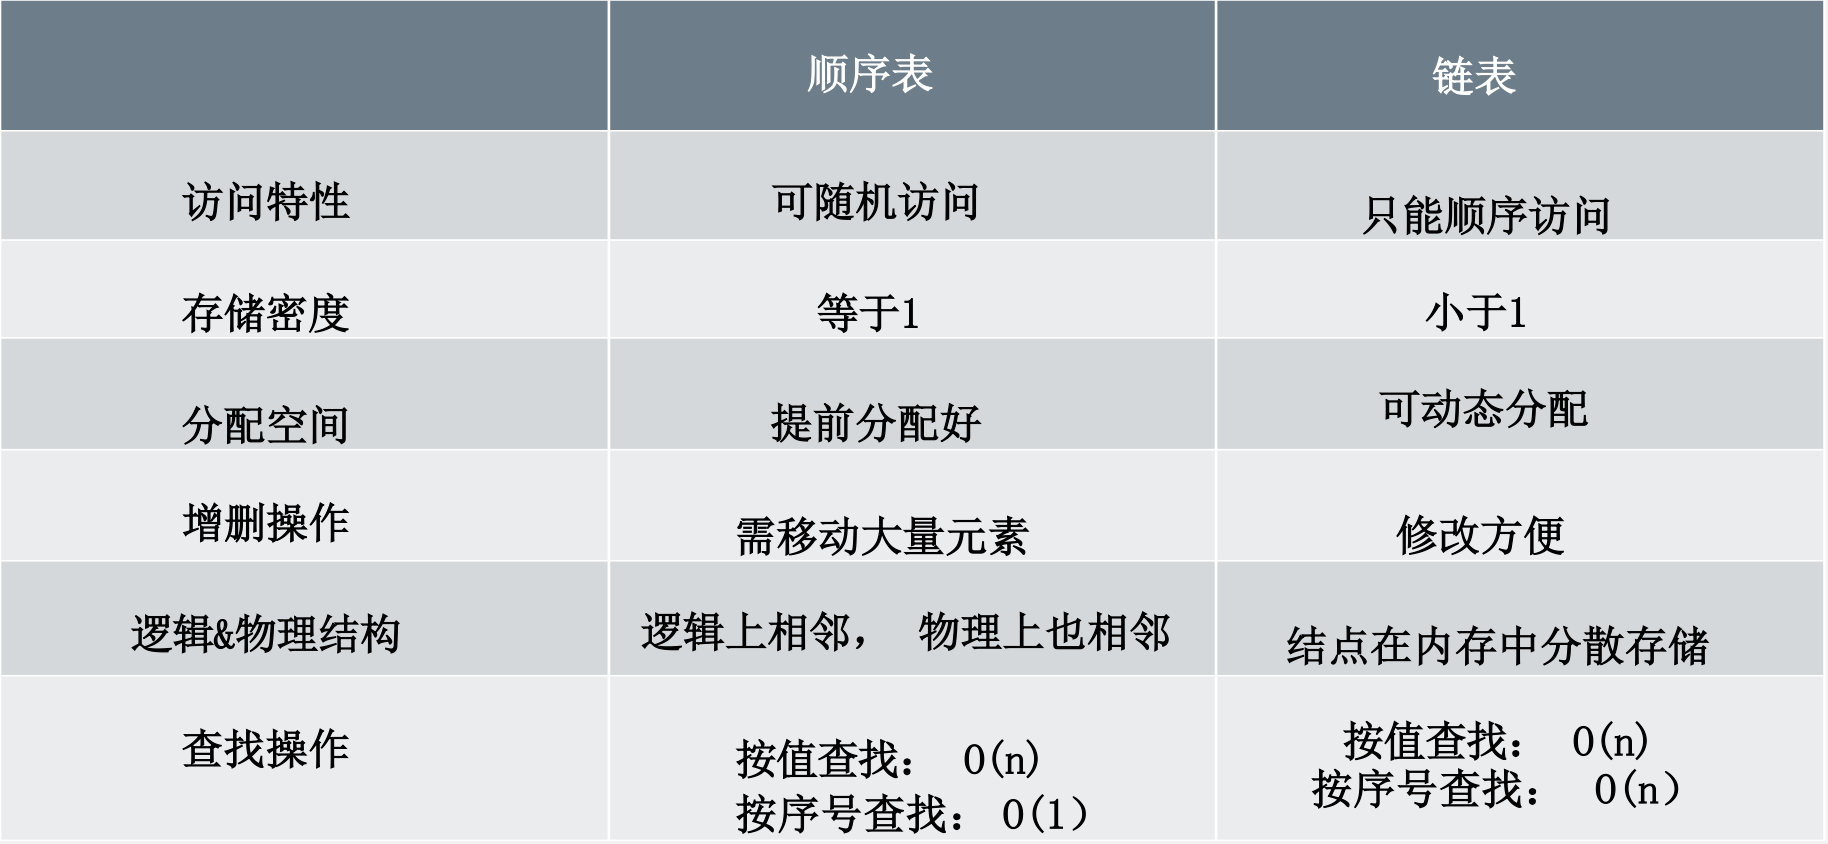 顺序表 链表
访问特性 可随机访问 只能顺序访问
存储密度 等于1 小于1
分配空间 提前分配好 可动态分配
增删操作 需移动大量元素 修改方便
逻辑&物理结构 逻辑上相邻， 物理上也相邻 结点在内存中分散存储
查找操作
按值查找： O(n)
按序号查找： O(1）
按值查找： O(n)
按序号查找： O(n）